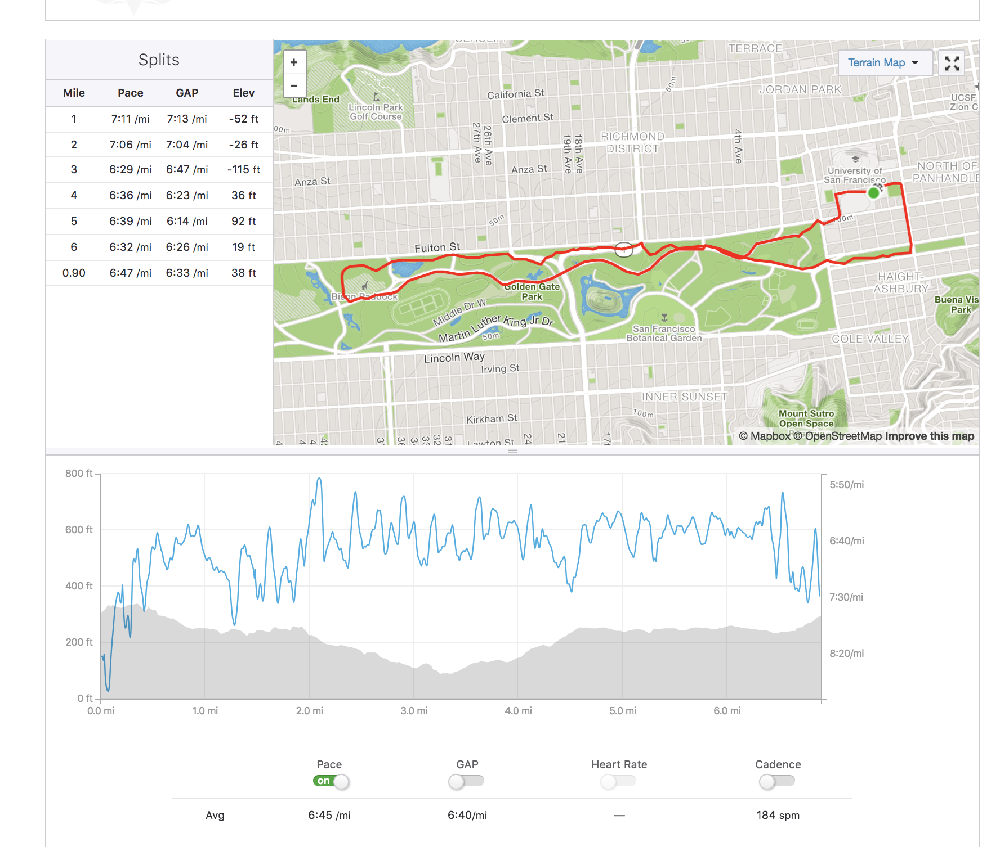 Splits
Mile Pace GAP Elev
1 7:11 /mi 7:13 /mi -52 ft
2 7:06 /mi 7:04 /mi -26 ft
3 6:29 /mi 6:47 /mi -115 ft
4 6:36 /mi 6:23 /mi 36 ft
5 6:39 /mi 6:14 /mi 92 ft
6 6:32 /mi 6:26 /mi 19 ft
0.90 6:47 /mi 6:33 /mi 38 ft
+
−
Terrain Map
TERRACE
JORDAN PARK
UCSF
Zion C
Lands End
Lincoln Park
Golf Course
California St
Clement St
50m
00m
27th Ave
26th Ave
19th Ave
18th Ave
4th Ave
RICHMOND
DISTRICT
Anza St
Anza St
University of
San Francisco
NORTH OF
PANHANDLE
50m
100m
Fulton St
1
Bison Paddock
Golden Gate
Park
HAIGHT-
ASHBURY
Buena Vis
Park
Middle Dr W
Martin Luther King Jr Dr
50m
San Francisco
Botanical Garden
COLE VALLEY
Lincoln Way
Irving St
INNER SUNSET
Kirkham St
100m
Mount Sutro
Open Space
Lawton St
36
33
32
31
24
21
17t
© Mapbox © OpenStreetMap Improve this map
800 ft
600 ft
400 ft
200 ft
0 ft
5:50/mi
6:40/mi
7:30/mi
8:20/mi
0.0 mi 1.0 mi 2.0 mi 3.0 mi 4.0 mi 5.0 mi 6.0 mi
Pace GAP Heart Rate Cadence
on
Avg 6:45 /mi 6:40/mi — 184 spm